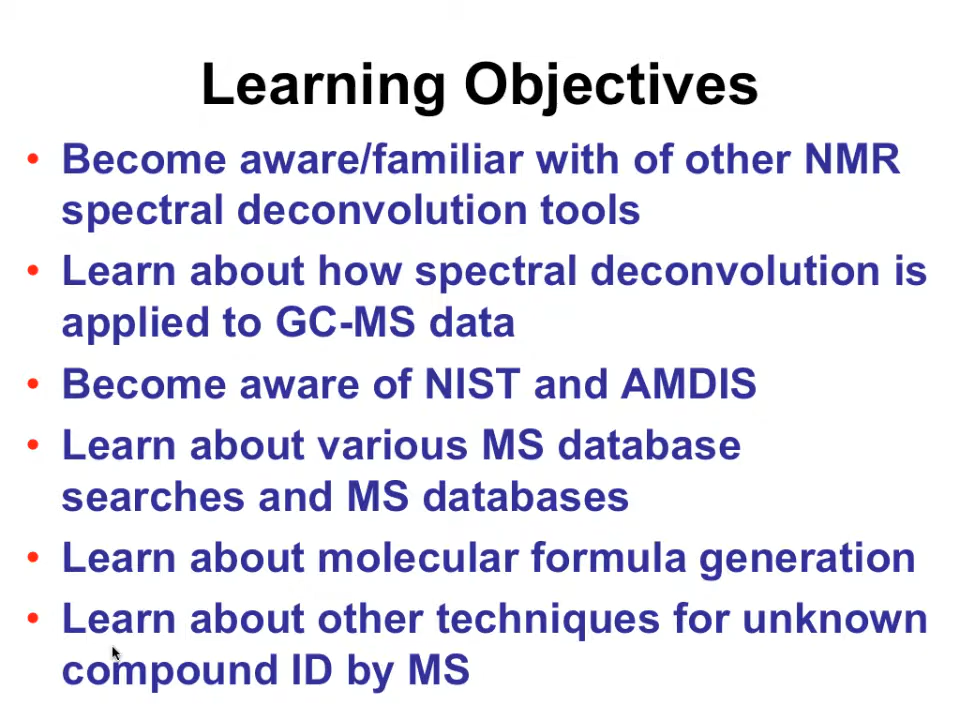 Learning Objectives
• Become aware/familiar with of other NMR
spectral deconvolution tools
• Learn about how spectral deconvolution is
applied to GC-MS data
• Become aware of NIST and AMDIS
• Learn about various MS database
searches and MS databases
• Learn about molecular formula generation
• Learn about other techniques for unknown
compound ID by MS